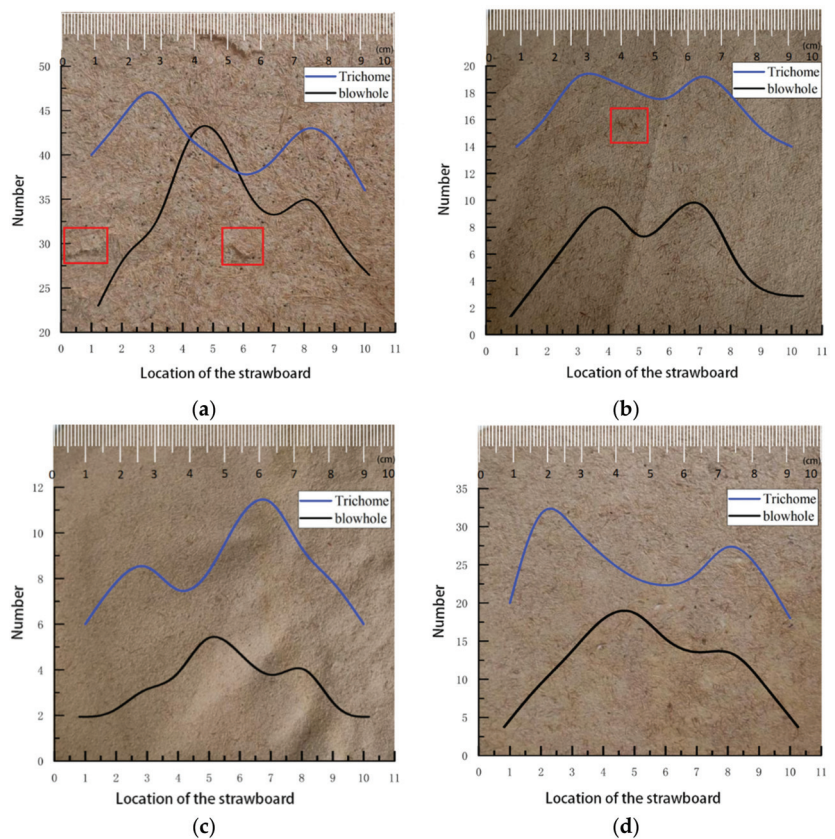 0 1 2 3 4 5 6 7 8 9 10
(cm)
Trichome
blowhole
50
45
40
35
30
25
20
Number
0 1 2 3 4 5 6 7 8 9 10 11
Location of the strawboard
(a)
0 1 2 3 4 5 6 7 8 9 10
(cm)
Trichome
blowhole
20
18
16
14
12
10
8
6
4
2
0
Number
0 1 2 3 4 5 6 7 8 9 10 11
Location of the strawboard
(b)
0 1 2 3 4 5 6 7 8 9 10
(cm)
Trichome
blowhole
12
10
8
6
4
2
0
Number
0 1 2 3 4 5 6 7 8 9 10 11
Location of the strawboard
(c)
0 1 2 3 4 5 6 7 8 9 10
(cm)
Trichome
blowhole
35
30
25
20
15
10
5
0
Number
0 1 2 3 4 5 6 7 8 9 10 11
Location of the strawboard
(d)